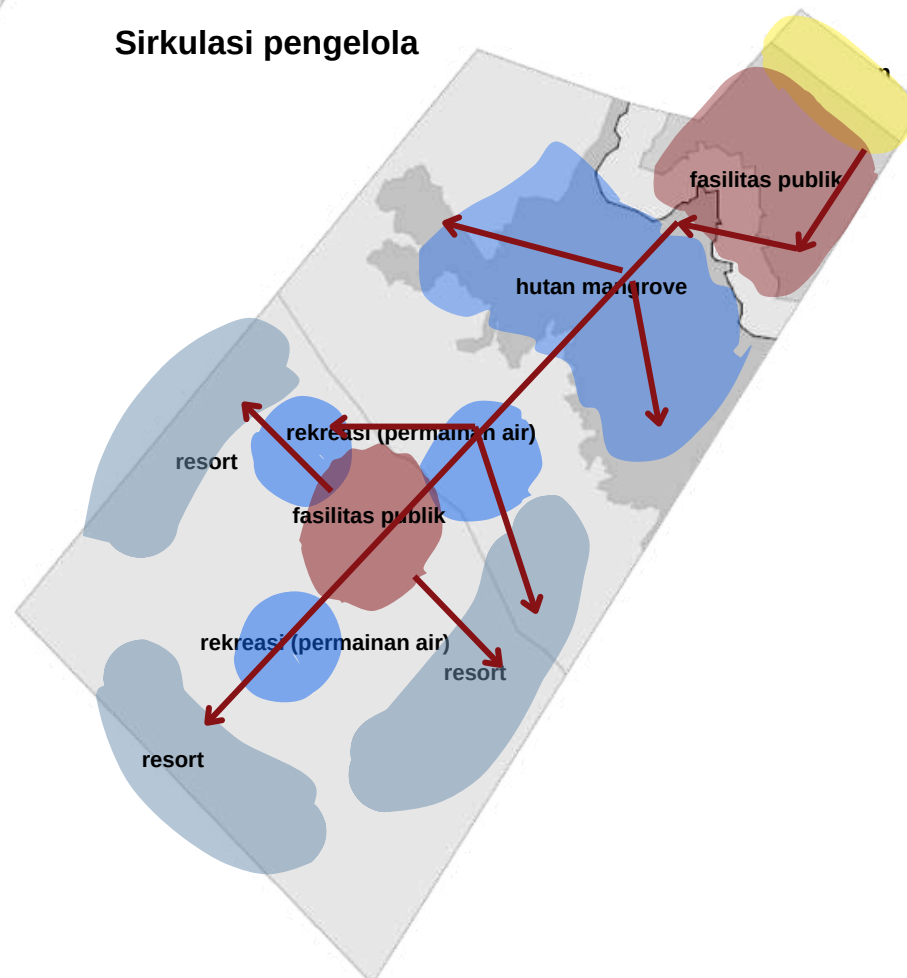 Sirkulasi pengelola
fasilitas publik
hutan mangrove
rekreasi (permainan air)
resort
fasilitas publik
rekreasi (permainan air)
resort
resort